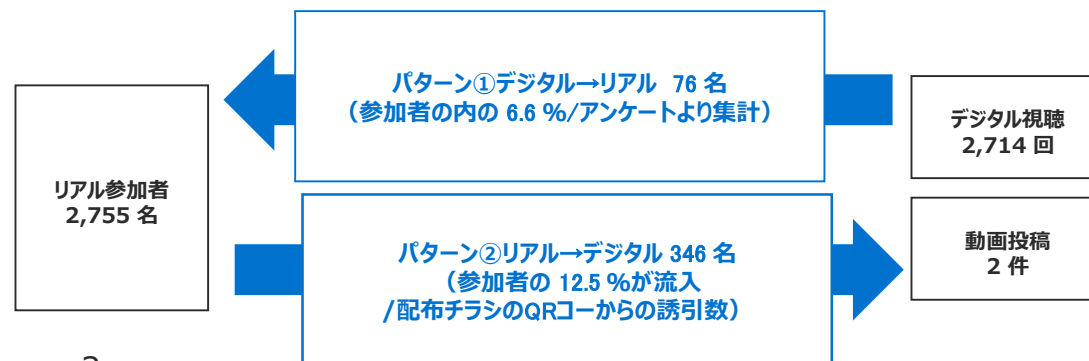 パターン①デジタル→リアル 76 名
（参加者の内の 6.6 %/アンケートより集計）
デジタル視聴
2,714 回
リアル参加者
2,755 名
パターン②リアル→デジタル 346 名
（参加者の 12.5 %が流入
/配布チラシのQRコーからの誘引数）
動画投稿
2 件